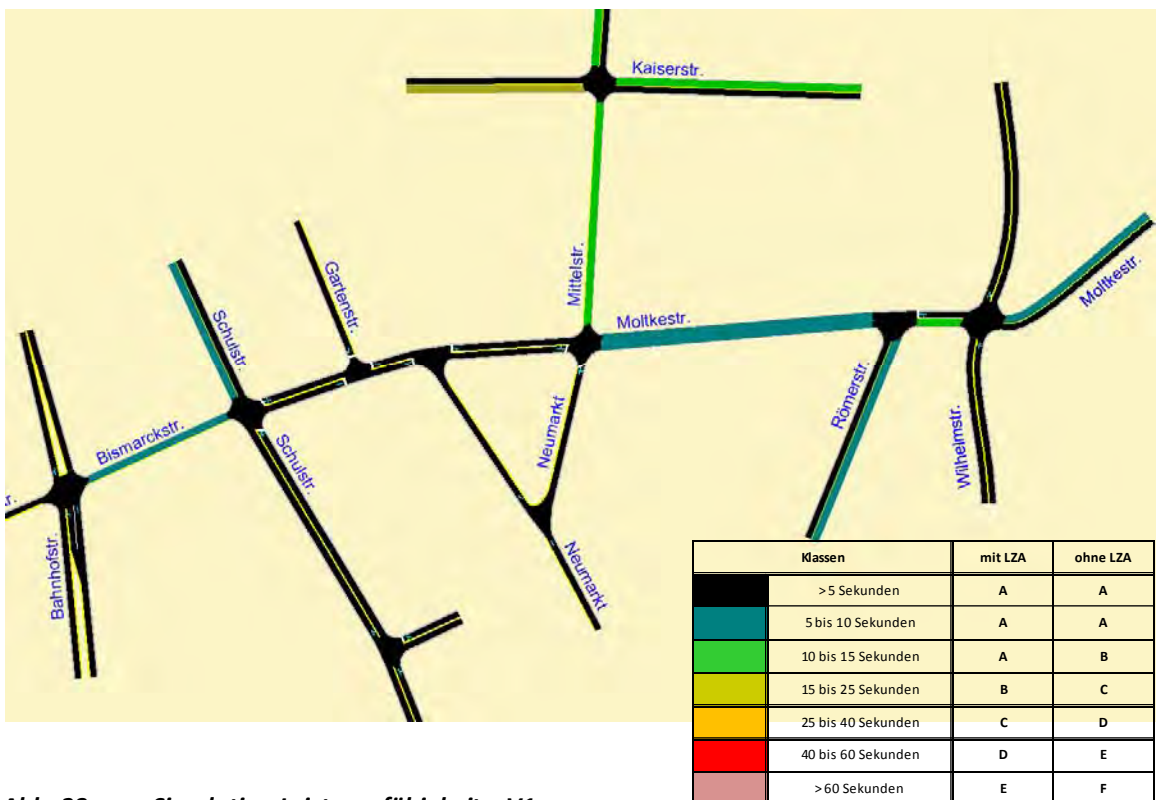 Kaiserstr.
Mittelstr.
Moltkestr.
Moltkestr.
Gartenstr.
Schulstr.
Bismarckstr.
Schulstr.
Neumarkt
Neumarkt
Römerstr.
Wilhelmstr.
Bahnhofstr.
r.
Klassen mit LZA ohne LZA
>5 Sekunden A A
5 bis 10 Sekunden A A
10 bis 15 Sekunden A B
15 bis 25 Sekunden B C
25 bis 40 Sekunden C D
40 bis 60 Sekunden D E
>60 Sekunden E F